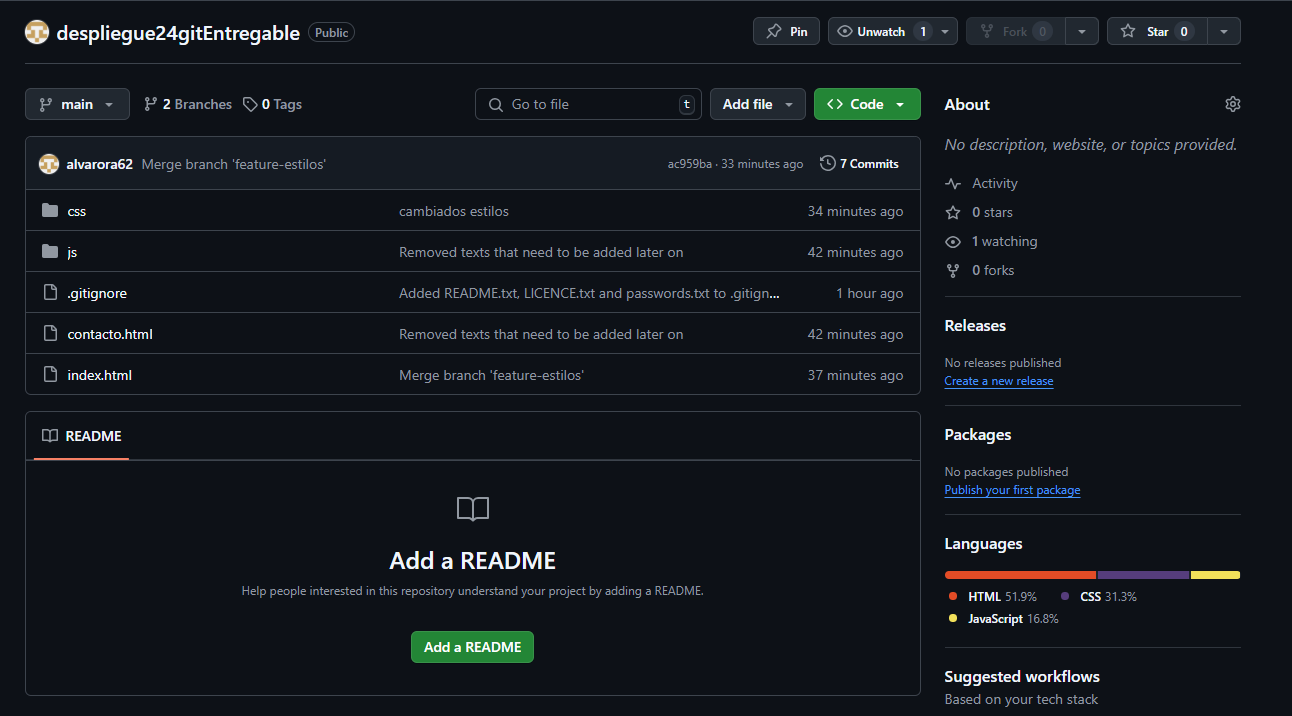 despliegue24gitEntregable Public Pin Unwatch 1 Fork 0 Star 0
main 2 Branches 0 Tags Go to file t Add file Code
alvarora62 Merge branch 'feature-estilos' ac959ba · 33 minutes ago 7 Commits
css cambiados estilos 34 minutes ago
js Removed texts that need to be added later on 42 minutes ago
.gitignore Added README.txt, LICENCE.txt and passwords.txt to .gitign... 1 hour ago
contacto.html Removed texts that need to be added later on 42 minutes ago
index.html Merge branch 'feature-estilos' 37 minutes ago
README
Add a README
Help people interested in this repository understand your project by adding a README.
Add a README
About
No description, website, or topics provided.
Activity
0 stars
1 watching
0 forks
Releases
No releases published
Create a new release
Packages
No packages published
Publish your first package
Languages
HTML 51.9% CSS 31.3%
JavaScript 16.8%
Suggested workflows
Based on your tech stack